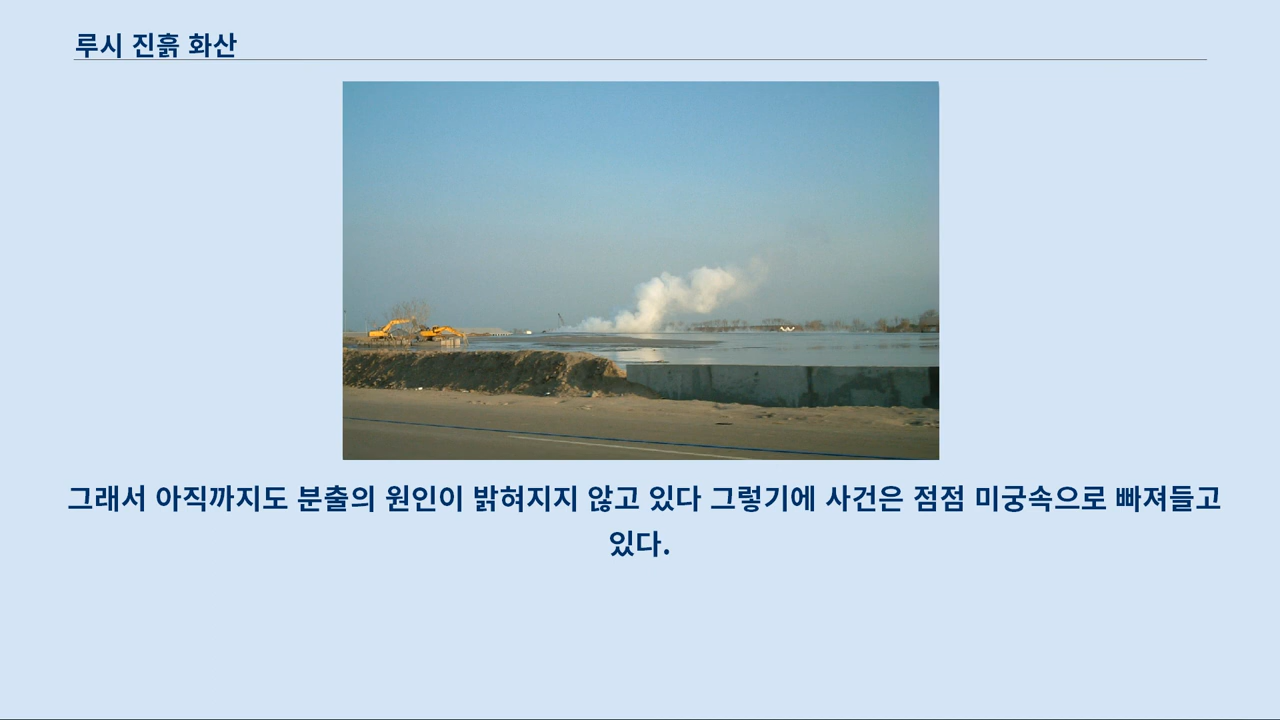 루시 진흙 화산
그래서 아직까지도 분출의 원인이 밝혀지지 않고 있다 그렇기에 사건은 점점 미궁속으로 빠져들고
있다.